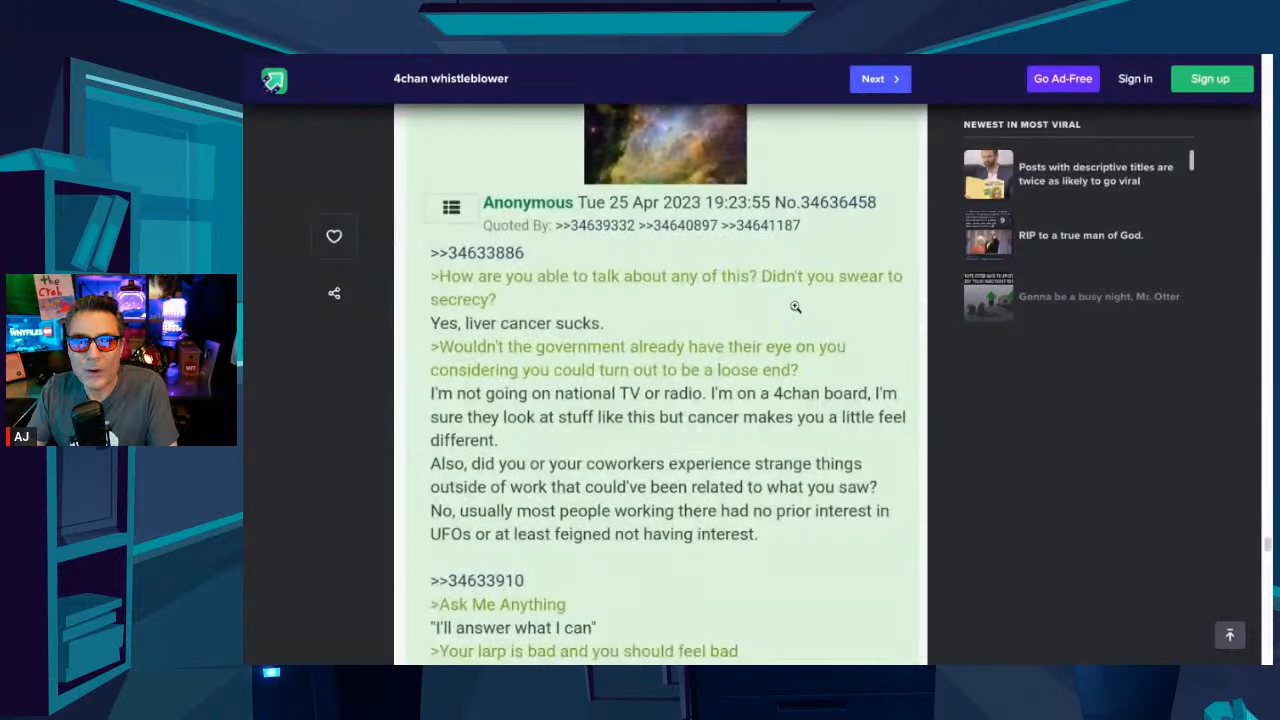 4chan whistleblower
Next
Go Ad-Free
Sign in
Sign up
NEWEST IN MOST VIRAL
Posts with descriptive titles are
twice as likely to go viral
RIP to a true man of God.
Gonna be a busy night, Mr. Otter
Anonymous Tue 25 Apr 2023 19:23:55 No.34636458
Quoted By: >>34639332 >>34640897 >>34641187
>>34633886
>How are you able to talk about any of this? Didn't you swear to
secrecy?
Yes, liver cancer sucks.
>Wouldn't the government already have their eye on you
considering you could turn out to be a loose end?
I'm not going on national TV or radio. I'm on a 4chan board, I'm
sure they look at stuff like this but cancer makes you a little feel
different.
Also, did you or your coworkers experience strange things
outside of work that could've been related to what you saw?
No, usually most people working there had no prior interest in
UFOs or at least feigned not having interest.
>>34633910
>Ask Me Anything
"I'll answer what I can"
>Your larp is bad and you should feel bad
the
Crab
AJ